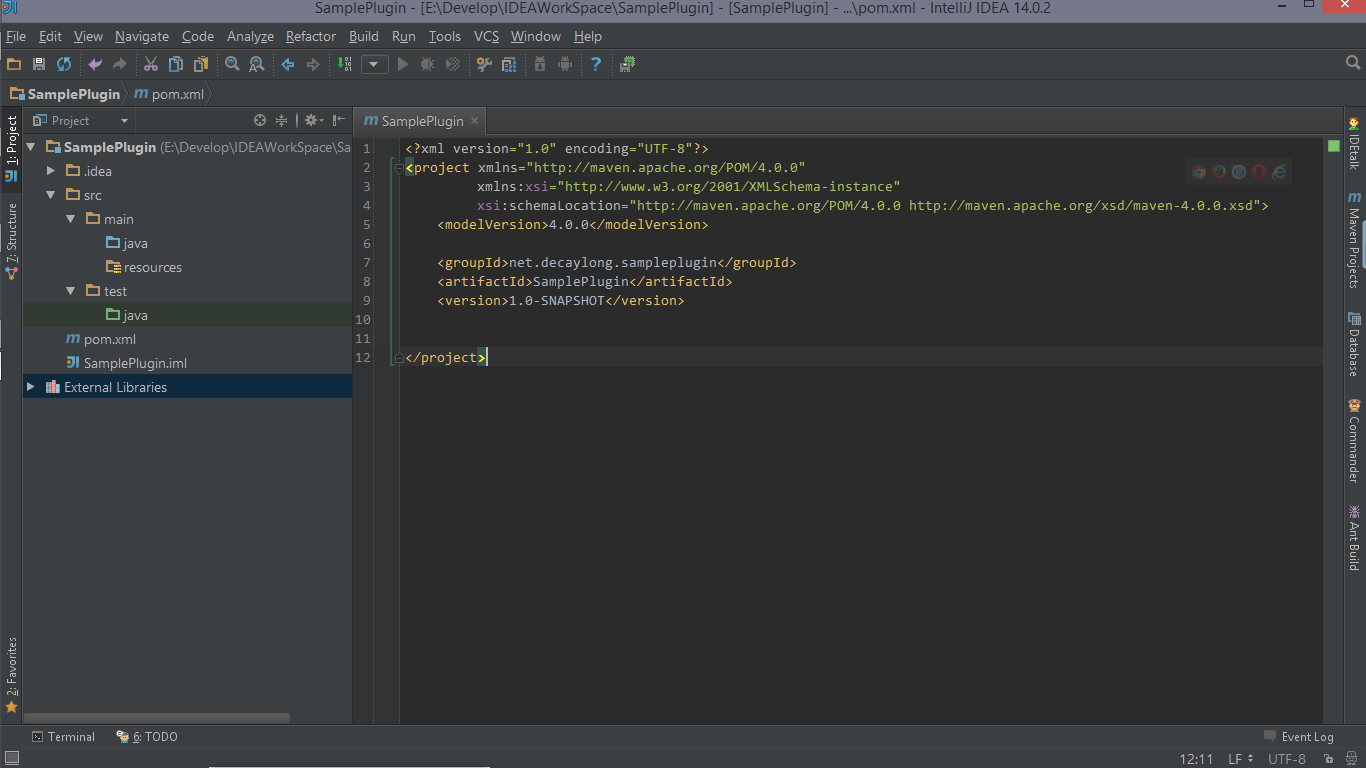 SamplePlugin - [E:\Develop\IDEAWorkSpace\SamplePlugin] - [SamplePlugin] - ...\pom.xml - IntelliJ IDEA 14.0.2
File Edit View Navigate Code Analyze Refactor Build Run Tools VCS Window Help
SamplePlugin pom.xml
Project
SamplePlugin (E:\Develop\IDEAWorkSpace\Sa
.idea
src
main
java
resources
test
java
pom.xml
SamplePlugin.iml
External Libraries
1: Project
7: Structure
2: Favorites
SamplePlugin
1 <?xml version="1.0" encoding="UTF-8"?>
2 <project xmlns="http://maven.apache.org/POM/4.0.0"
3 xmlns:xsi="http://www.w3.org/2001/XMLSchema-instance"
4 xsi:schemaLocation="http://maven.apache.org/POM/4.0.0 http://maven.apache.org/xsd/maven-4.0.0.xsd">
5 <modelVersion>4.0.0</modelVersion>
6
7 <groupId>net.decaylong.sampleplugin</groupId>
8 <artifactId>SamplePlugin</artifactId>
9 <version>1.0-SNAPSHOT</version>
10
11
12 </project>
IDEtalk
Maven Projects
Database
Commander
Ant Build
Terminal 6: TODO Event Log
12:11 LF UTF-8